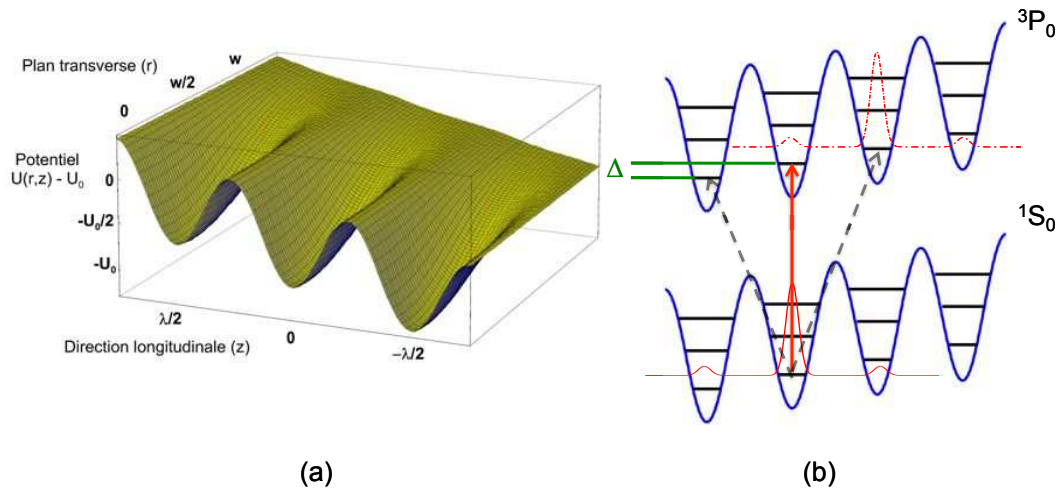 Plan transverse (r)
w
w/2
0
Potentiel
U(r,z) - U₀
0
-U₀/2
-U₀
λ/2
0
−λ/2
Direction longitudinale (z)
(a)
³P₀
Δ
¹S₀
(b)